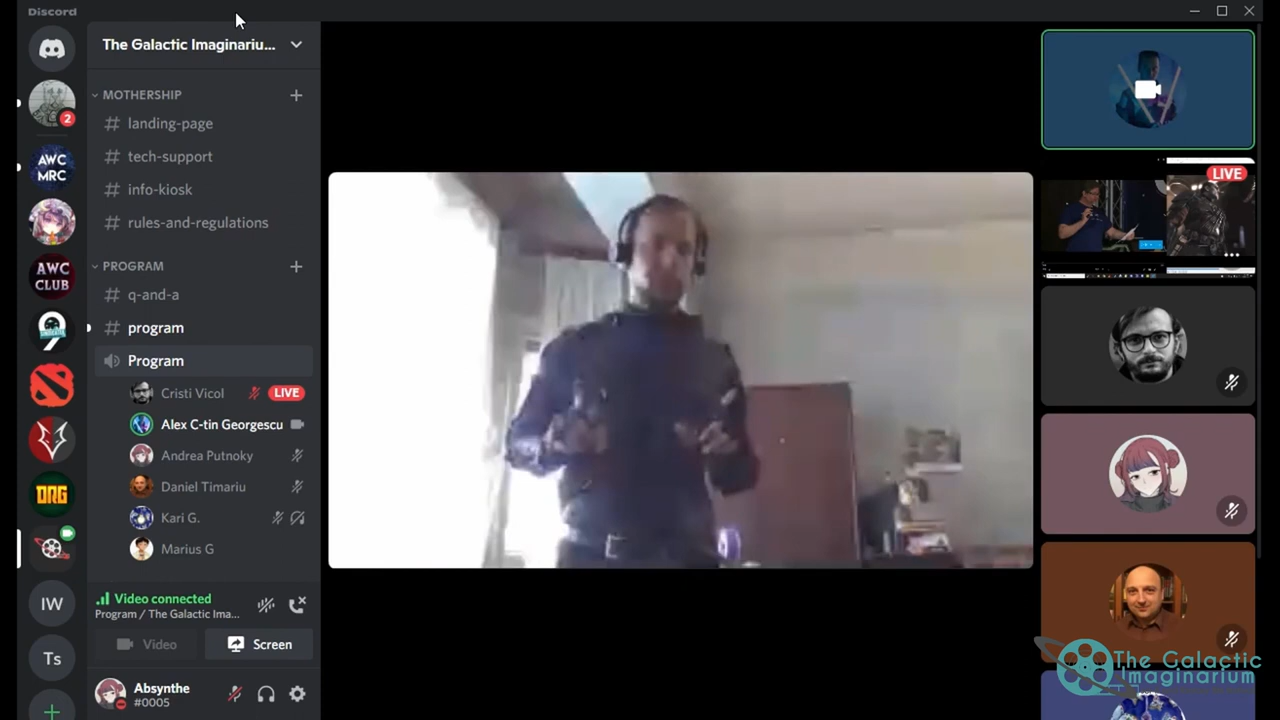 Discord
The Galactic Imaginariu...
MOTHERSHIP
# landing-page
# tech-support
# info-kiosk
# rules-and-regulations
PROGRAM
# q-and-a
# program
Program
Cristi Vicol LIVE
Alex C-tin Georgescu
Andrea Putnoky
Daniel Timariu
Kari G.
Marius G
Video connected
Program / The Galactic Ima...
Video
Screen
Absynthe
#0005
2
AWC
MRC
AWC
CLUB
DRG
IW
Ts
LIVE
The Galactic
Imaginarium